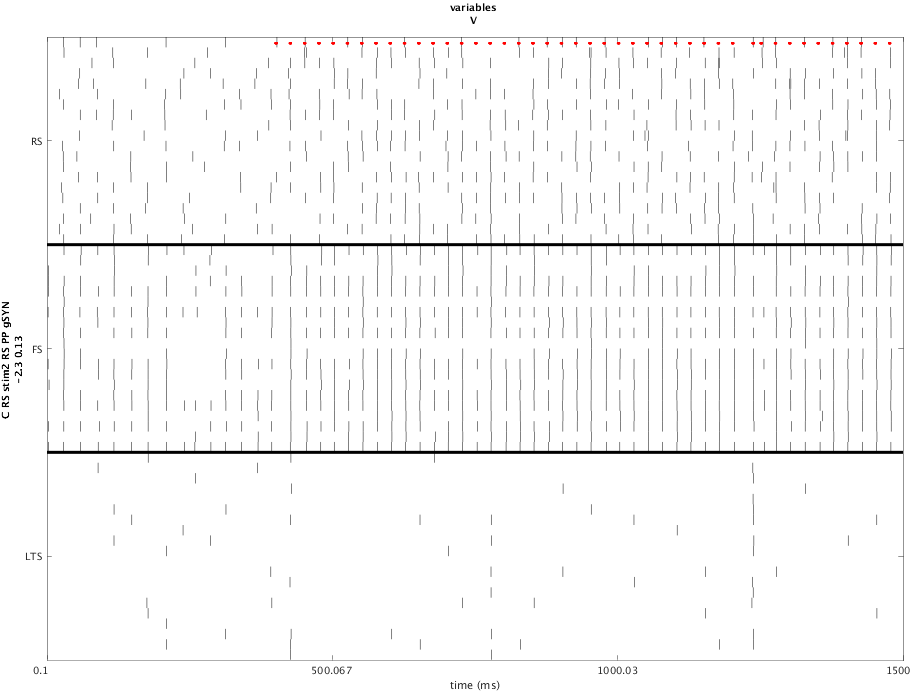 variables
V
RS
FS
LTS
C RS stim2 RS PP gSYN
-2.3 0.13
0.1
500.067
1000.03
1500
time (ms)